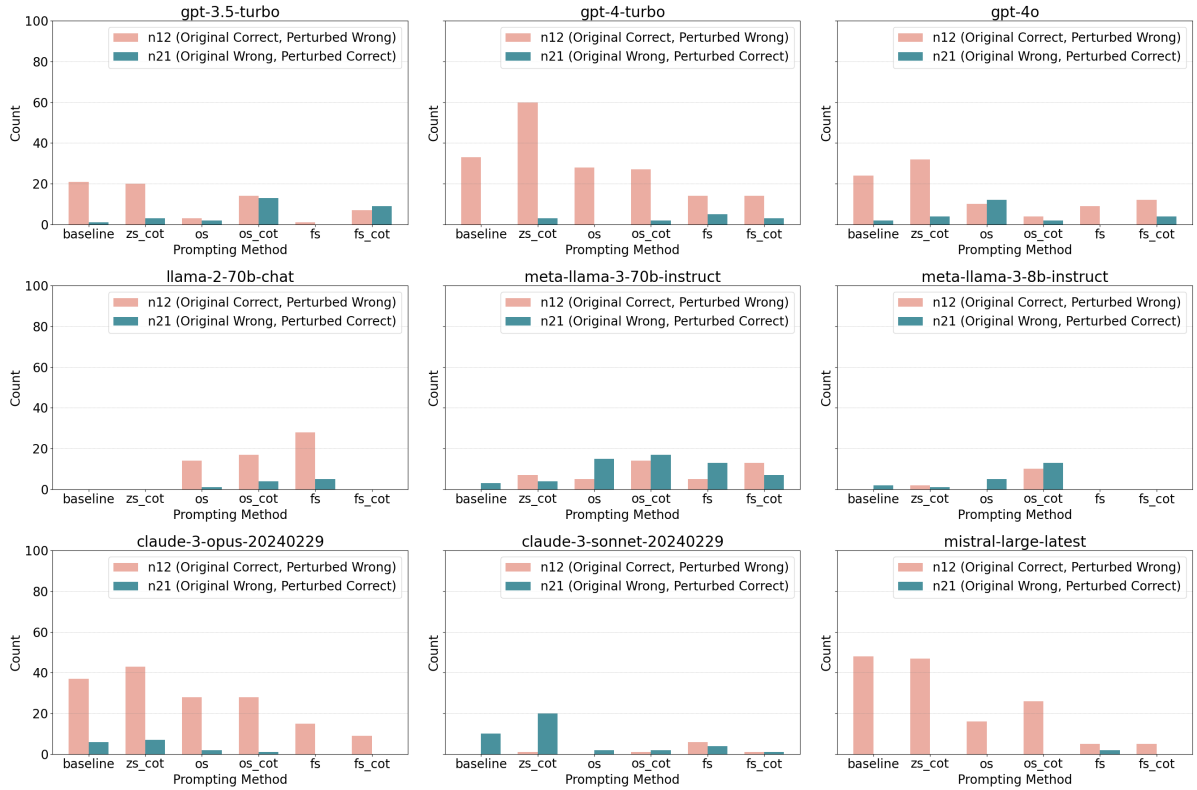 gpt-3.5-turbo
100
80
60
40
20
0
Count
n12 (Original Correct, Perturbed Wrong)
n21 (Original Wrong, Perturbed Correct)
baseline zs_cot os os_cot fs fs_cot
Prompting Method
gpt-4-turbo
Count
n12 (Original Correct, Perturbed Wrong)
n21 (Original Wrong, Perturbed Correct)
baseline zs_cot os os_cot fs fs_cot
Prompting Method
gpt-4o
Count
n12 (Original Correct, Perturbed Wrong)
n21 (Original Wrong, Perturbed Correct)
baseline zs_cot os os_cot fs fs_cot
Prompting Method
llama-2-70b-chat
100
80
60
40
20
0
Count
n12 (Original Correct, Perturbed Wrong)
n21 (Original Wrong, Perturbed Correct)
baseline zs_cot os os_cot fs fs_cot
Prompting Method
meta-llama-3-70b-instruct
Count
n12 (Original Correct, Perturbed Wrong)
n21 (Original Wrong, Perturbed Correct)
baseline zs_cot os os_cot fs fs_cot
Prompting Method
meta-llama-3-8b-instruct
Count
n12 (Original Correct, Perturbed Wrong)
n21 (Original Wrong, Perturbed Correct)
baseline zs_cot os os_cot fs fs_cot
Prompting Method
claude-3-opus-20240229
100
80
60
40
20
0
Count
n12 (Original Correct, Perturbed Wrong)
n21 (Original Wrong, Perturbed Correct)
baseline zs_cot os os_cot fs fs_cot
Prompting Method
claude-3-sonnet-20240229
Count
n12 (Original Correct, Perturbed Wrong)
n21 (Original Wrong, Perturbed Correct)
baseline zs_cot os os_cot fs fs_cot
Prompting Method
mistral-large-latest
Count
n12 (Original Correct, Perturbed Wrong)
n21 (Original Wrong, Perturbed Correct)
baseline zs_cot os os_cot fs fs_cot
Prompting Method